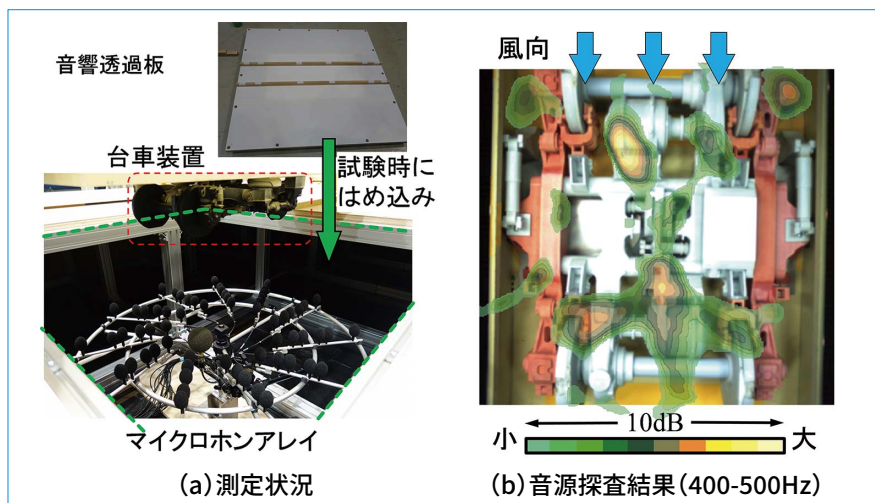 音響透過板
台車装置
試験時に
はめ込み
マイクロホンアレイ
(a)測定状況
風向
10dB
小 大
(b)音源探査結果(400-500Hz)